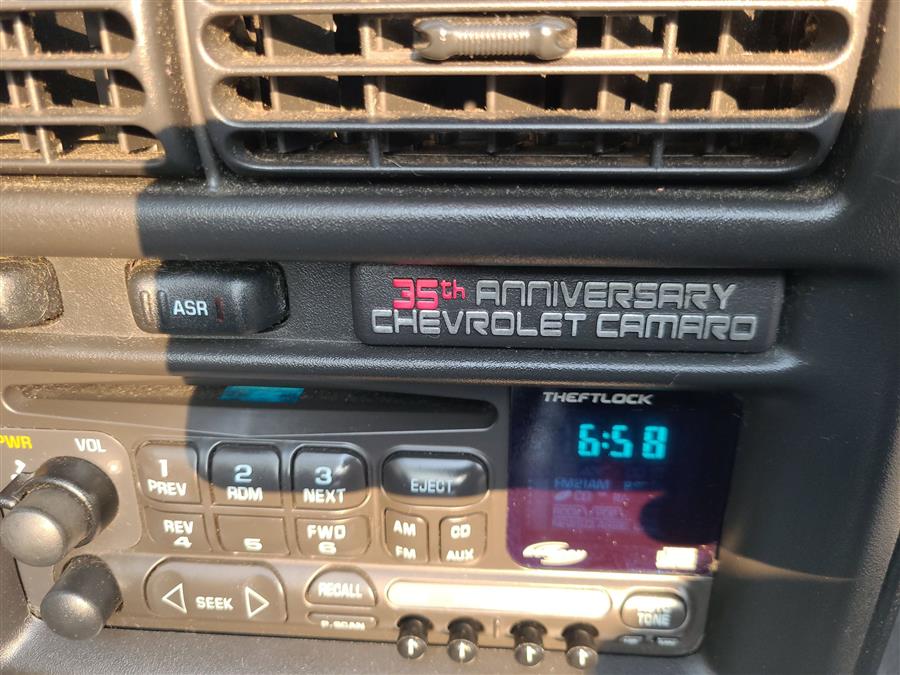 ASR
35th ANNIVERSARY
CHEVROLET CAMARO
THEFTLOCK
6:58
PWR
VOL
1 PREV
2 RDM
3 NEXT
EJECT
REV 4
5
FWD 6
AM FM
CD AUX
SEEK
RECALL
P.SCAN
TONE